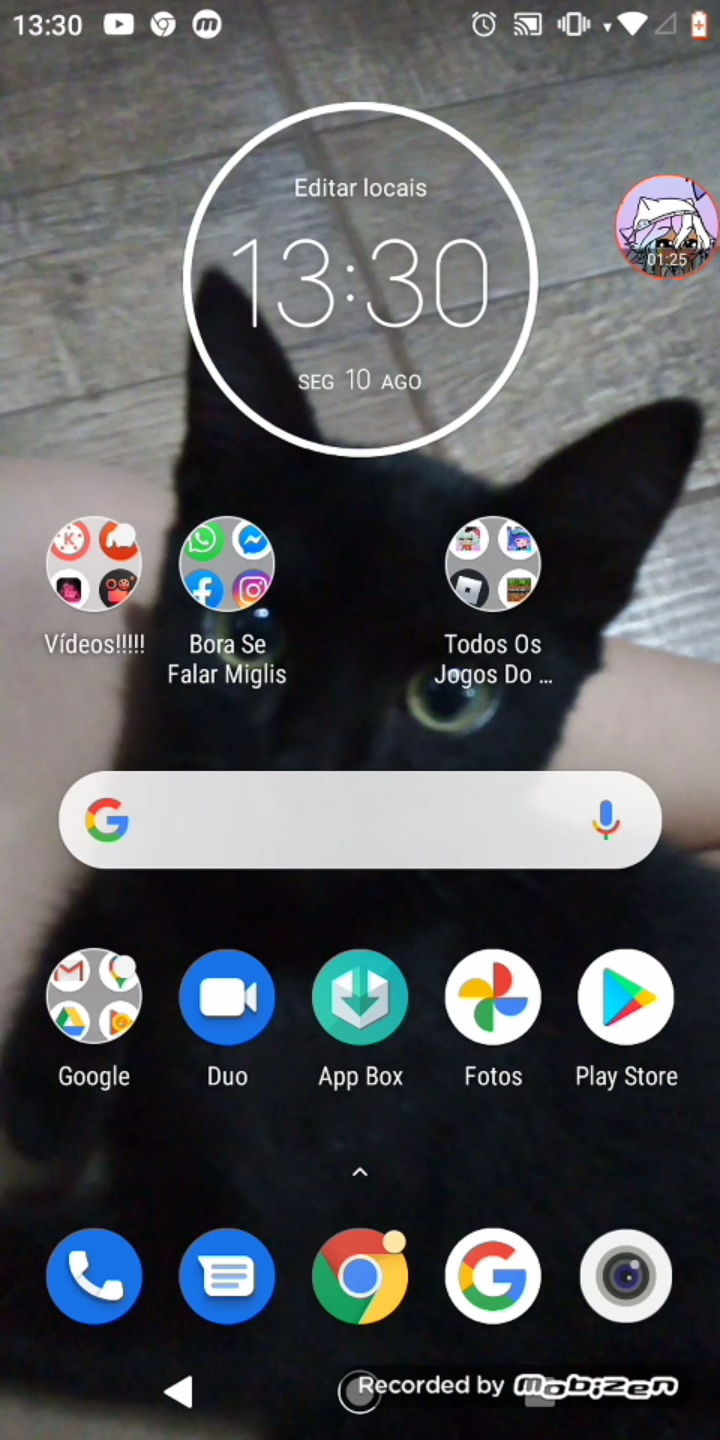 13:30
Editar locais
13:30
SEG 10 AGO
01:25
Vídeos!!!!!
Bora Se
Falar Miglis
Todos Os
Jogos Do ...
Google
Duo
App Box
Fotos
Play Store
Recorded by mobizen